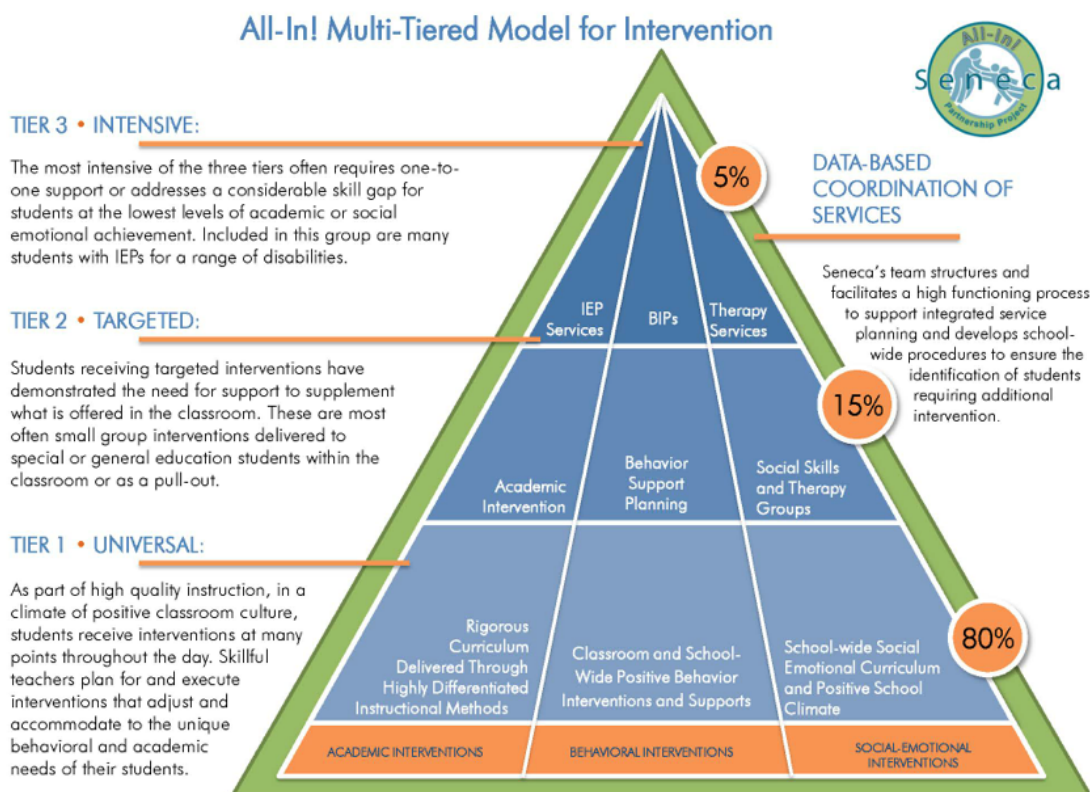 All-In! Multi-Tiered Model for Intervention
All-In!
Seneca
Partnership Project
TIER 3 • INTENSIVE:
The most intensive of the three tiers often requires one-to-
one support or addresses a considerable skill gap for
students at the lowest levels of academic or social
emotional achievement. Included in this group are many
students with IEPs for a range of disabilities.
TIER 2 • TARGETED:
Students receiving targeted interventions have
demonstrated the need for support to supplement
what is offered in the classroom. These are most
often small group interventions delivered to
special or general education students within the
classroom or as a pull-out.
TIER 1 • UNIVERSAL:
As part of high quality instruction, in a
climate of positive classroom culture,
students receive interventions at many
points throughout the day. Skillful
teachers plan for and execute
interventions that adjust and
accommodate to the unique
behavioral and academic
needs of their students.
IEP
Services
BIPs
Therapy
Services
Academic
Intervention
Behavior
Support
Planning
Social Skills
and Therapy
Groups
Rigorous
Curriculum
Delivered Through
Highly Differentiated
Instructional Methods
Classroom and School-
Wide Positive Behavior
Interventions and Supports
School-wide Social
Emotional Curriculum
and Positive School
Climate
ACADEMIC INTERVENTIONS
BEHAVIORAL INTERVENTIONS
SOCIAL-EMOTIONAL
INTERVENTIONS
5%
15%
80%
DATA-BASED
COORDINATION OF
SERVICES
Seneca's team structures and
facilitates a high functioning process
to support integrated service
planning and develops school-
wide procedures to ensure the
identification of students
requiring additional
intervention.